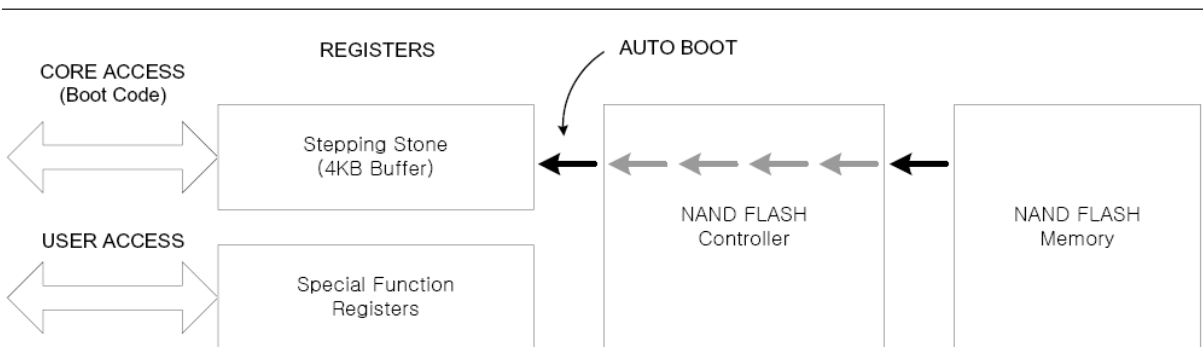 REGISTERS
AUTO BOOT
CORE ACCESS
(Boot Code)
Stepping Stone
(4KB Buffer)
NAND FLASH
Controller
NAND FLASH
Memory
USER ACCESS
Special Function
Registers